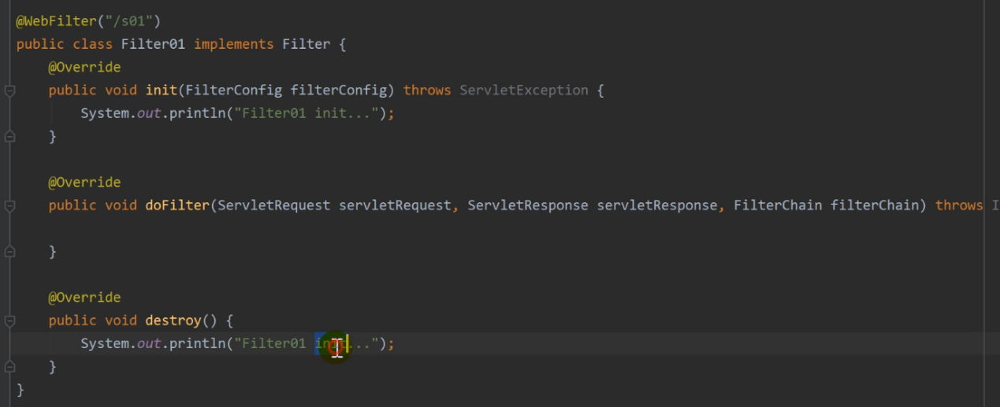 @WebFilter("/s01")
public class Filter01 implements Filter {
@Override
public void init(FilterConfig filterConfig) throws ServletException {
System.out.println("Filter01 init...");
}
@Override
public void doFilter(ServletRequest servletRequest, ServletResponse servletResponse, FilterChain filterChain) throws I
}
@Override
public void destroy() {
System.out.println("Filter01 init...");
}
}